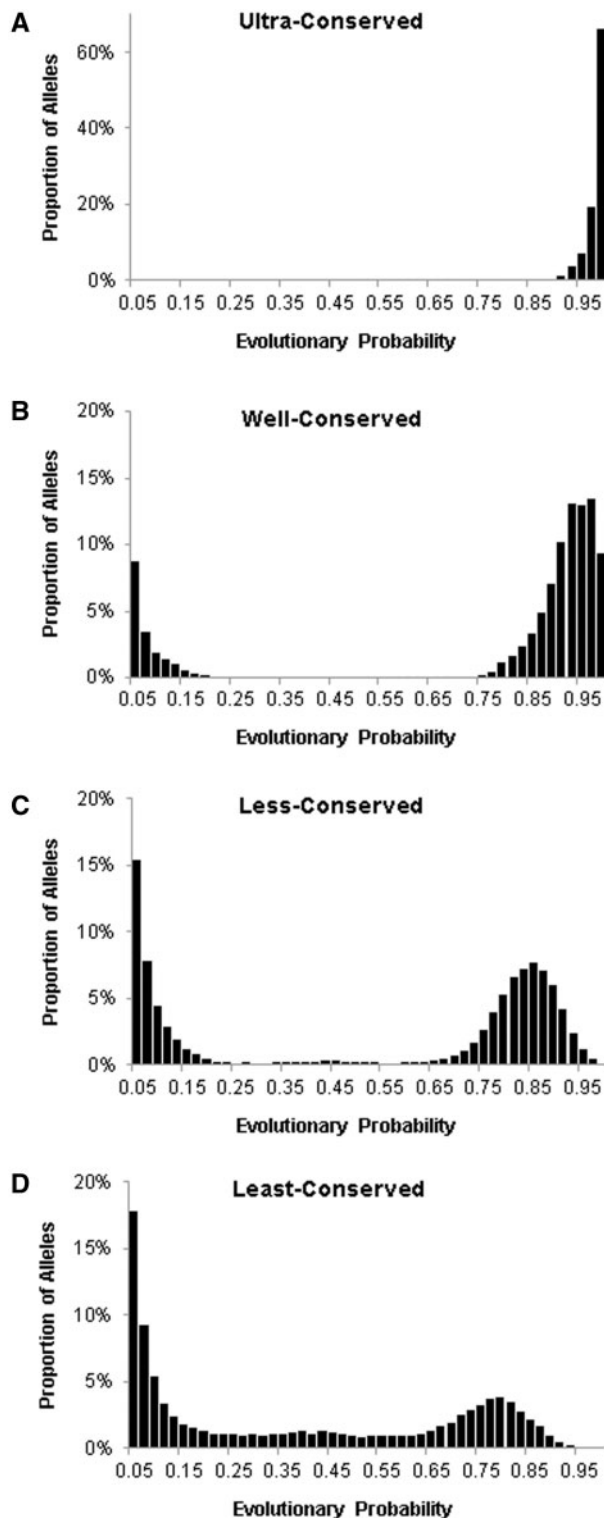 A
Ultra-Conserved
Proportion of Alleles
60%
40%
20%
0%
0.05 0.15 0.25 0.35 0.45 0.55 0.65 0.75 0.85 0.95
Evolutionary Probability
B
Well-Conserved
Proportion of Alleles
20%
15%
10%
5%
0%
0.05 0.15 0.25 0.35 0.45 0.55 0.65 0.75 0.85 0.95
Evolutionary Probability
C
Less-Conserved
Proportion of Alleles
20%
15%
10%
5%
0%
0.05 0.15 0.25 0.35 0.45 0.55 0.65 0.75 0.85 0.95
Evolutionary Probability
D
Least-Conserved
Proportion of Alleles
20%
15%
10%
5%
0%
0.05 0.15 0.25 0.35 0.45 0.55 0.65 0.75 0.85 0.95
Evolutionary Probability